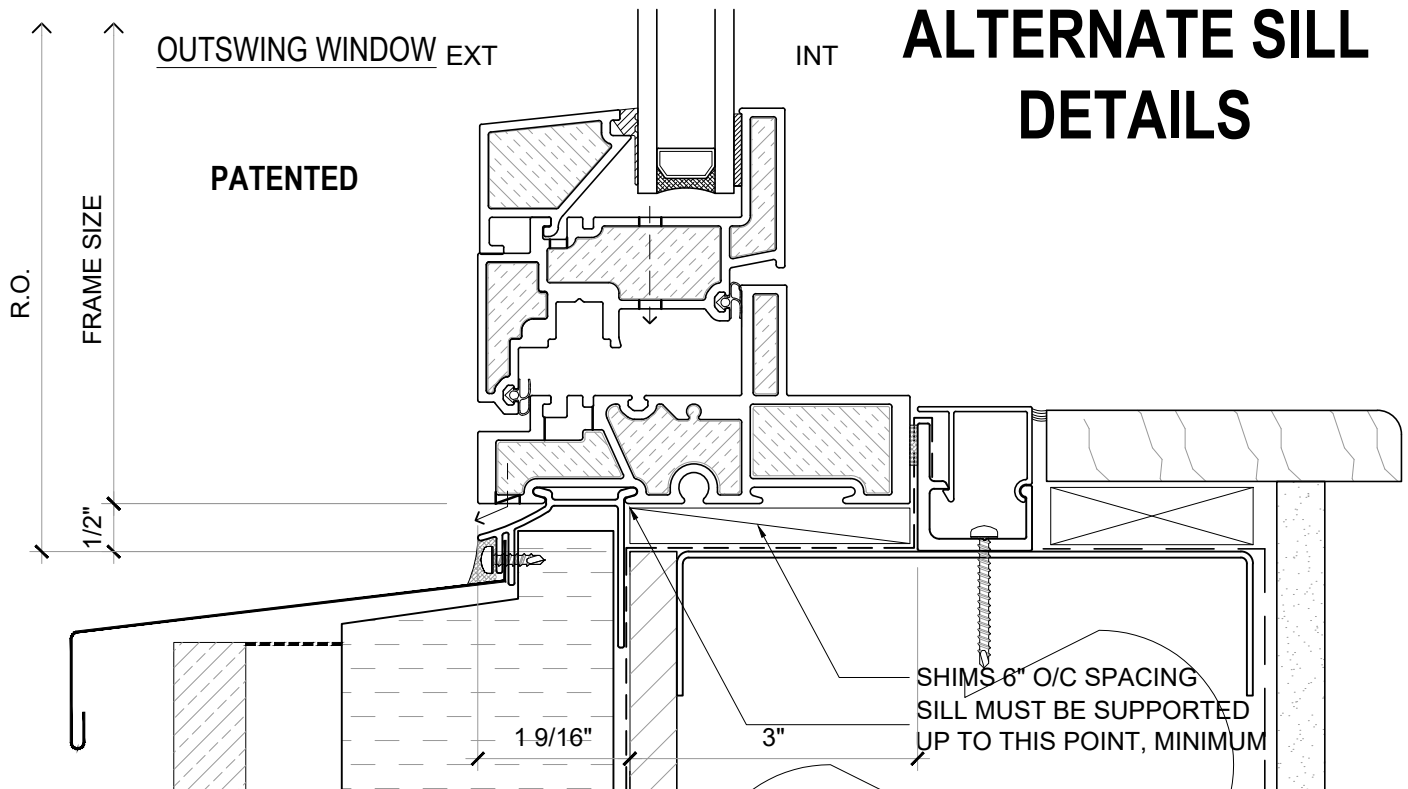 ALTERNATE SILL
DETAILS
OUTSWING WINDOW EXT
INT
PATENTED
R.O.
FRAME SIZE
1/2"
SHIMS 6" O/C SPACING
SILL MUST BE SUPPORTED
UP TO THIS POINT, MINIMUM
1 9/16"
3"